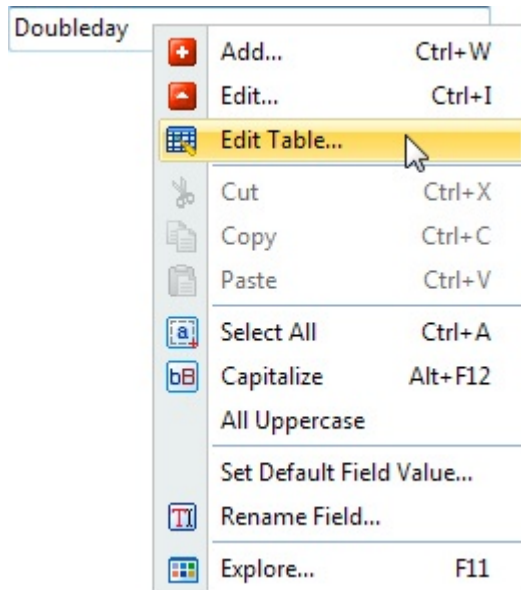 Doubleday
Add... Ctrl+W
Edit... Ctrl+I
Edit Table...
Cut Ctrl+X
Copy Ctrl+C
Paste Ctrl+V
Select All Ctrl+A
Capitalize Alt+F12
All Uppercase
Set Default Field Value...
Rename Field...
Explore... F11